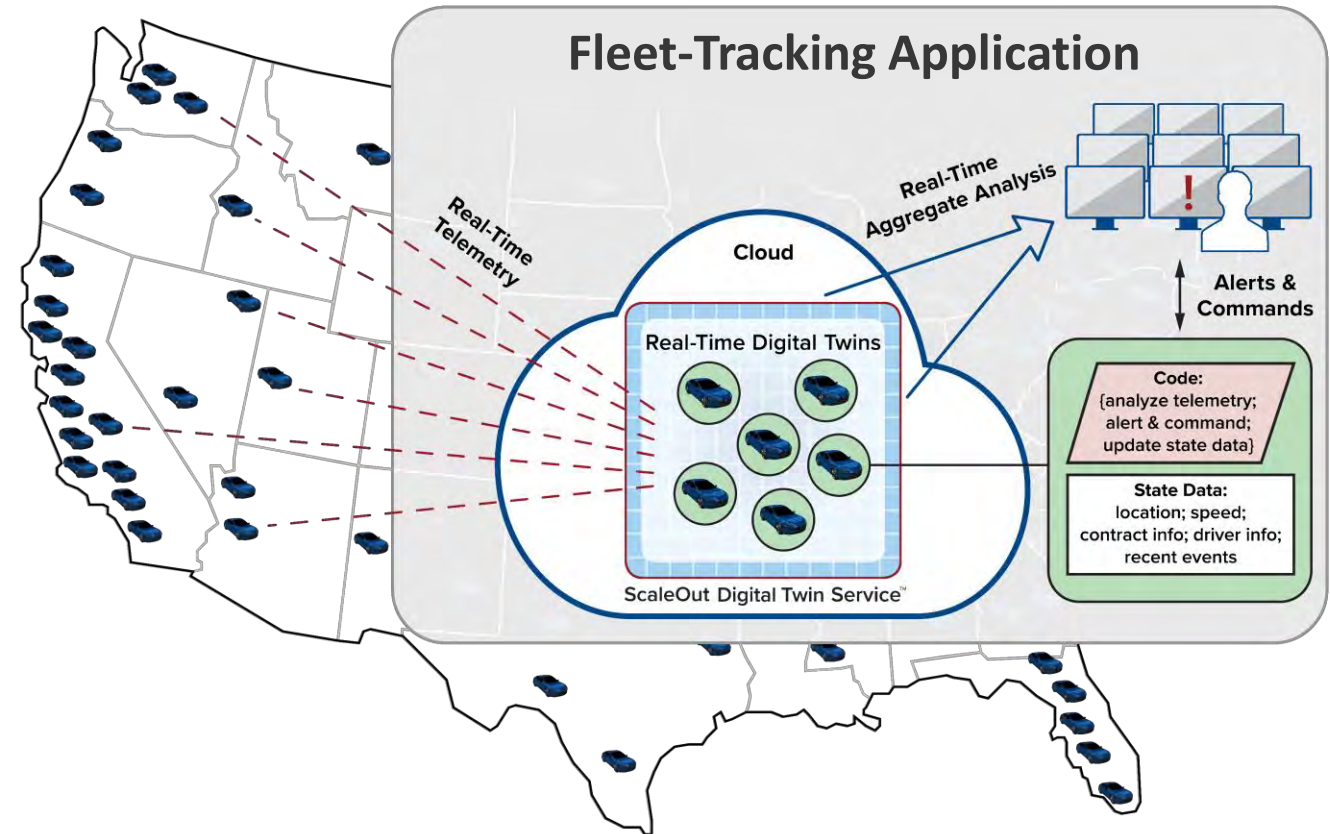 Fleet-Tracking Application
Real-Time
Telemetry
Real-Time
Aggregate Analysis
!
Cloud
Alerts &
Commands
Real-Time Digital Twins
Code:
{analyze telemetry;
alert & command;
update state data}
State Data:
location; speed;
contract info; driver info;
recent events
ScaleOut Digital Twin Service™